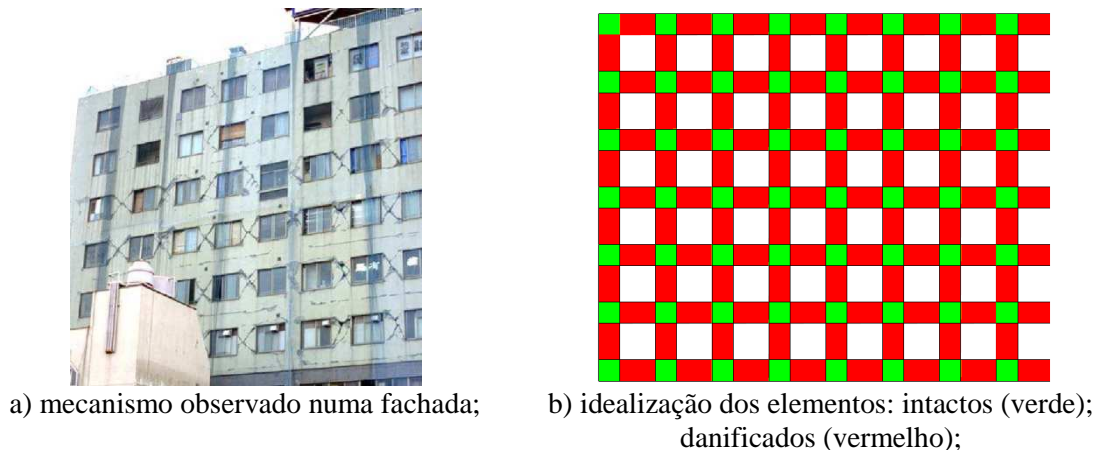 a) mecanismo observado numa fachada;
b) idealização dos elementos: intactos (verde);
danificados (vermelho);